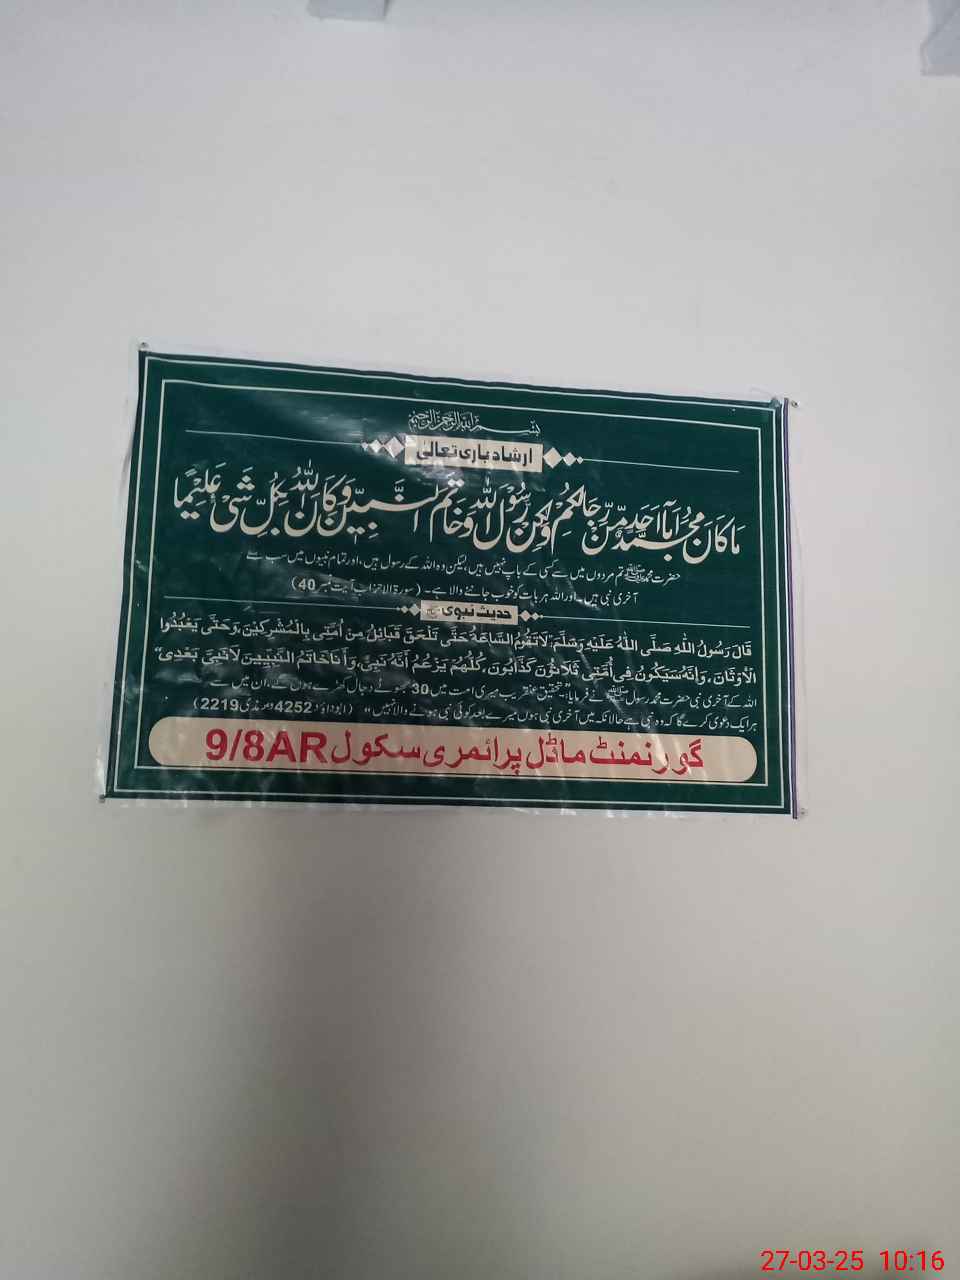 بسم اللہ الرحمن الرحیم
ارشاد باری تعالیٰ
مَا كَانَ مُحَمَّدٌ اَبَاۤ اَحَدٍ مِّنْ رِّجَالِكُمْ وَلٰكِنْ رَّسُوْلَ اللّٰهِ وَخَاتَمَ النَّبِيّٖنَ وَكَانَ اللّٰهُ بِكُلِّ شَیْءٍ عَلِيْمًا
حضرت محمد ﷺ تم مردوں میں سے کسی کے باپ نہیں ہیں، لیکن وہ اللہ کے رسول ہیں، اور تمام نبیوں میں سب سے
آخری نبی ہیں۔ اور اللہ ہر بات کو خوب جاننے والا ہے۔ (سورۃ الاحزاب آیت نمبر 40)
حدیث نبوی ﷺ
قَالَ رَسُولُ اللّٰهِ صَلَّى اللّٰهُ عَلَيْهِ وَسَلَّمَ "لَا تَقُومُ السَّاعَةُ حَتَّى تَلْحَقَ قَبَائِلُ مِنْ أُمَّتِي بِالْمُشْرِكِيْنَ، وَحَتَّى يَعْبُدُوا
الْأَوْثَانَ، وَإِنَّهُ سَيَكُونُ فِي أُمَّتِي ثَلَاثُونَ كَذَّابُونَ، كُلُّهُمْ يَزْعُمُ أَنَّهُ نَبِيٌّ، وَأَنَا خَاتَمُ النَّبِيِّينَ لَا نَبِيَّ بَعْدِي"
اللہ کے آخری نبی حضرت محمد رسول ﷺ نے فرمایا: "تحقیق عنقریب میری امت میں 30 جھوٹے دجال کھڑے ہوں گے، ان میں سے
ہر ایک دعویٰ کرے گا کہ وہ نبی ہے حالانکہ میں آخری نبی ہوں میرے بعد کوئی نبی ہونے والا نہیں" (ابوداؤد 4252 ترمذی 2219)
گورنمنٹ ماڈل پرائمری سکول 9/8AR
27-03-25 10:16